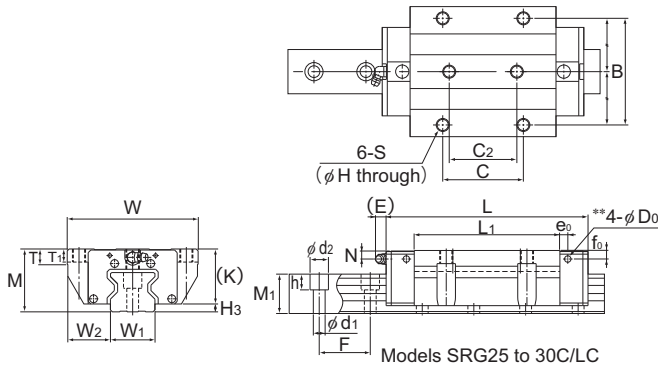 B
6-S
(φH through)
C2
C
W
(E)
L
**4-φD0
φd2
L1
e0
f0
N
T
T1
(K)
M
M1
h
H3
W2
W1
φd1
F
Models SRG25 to 30C/LC